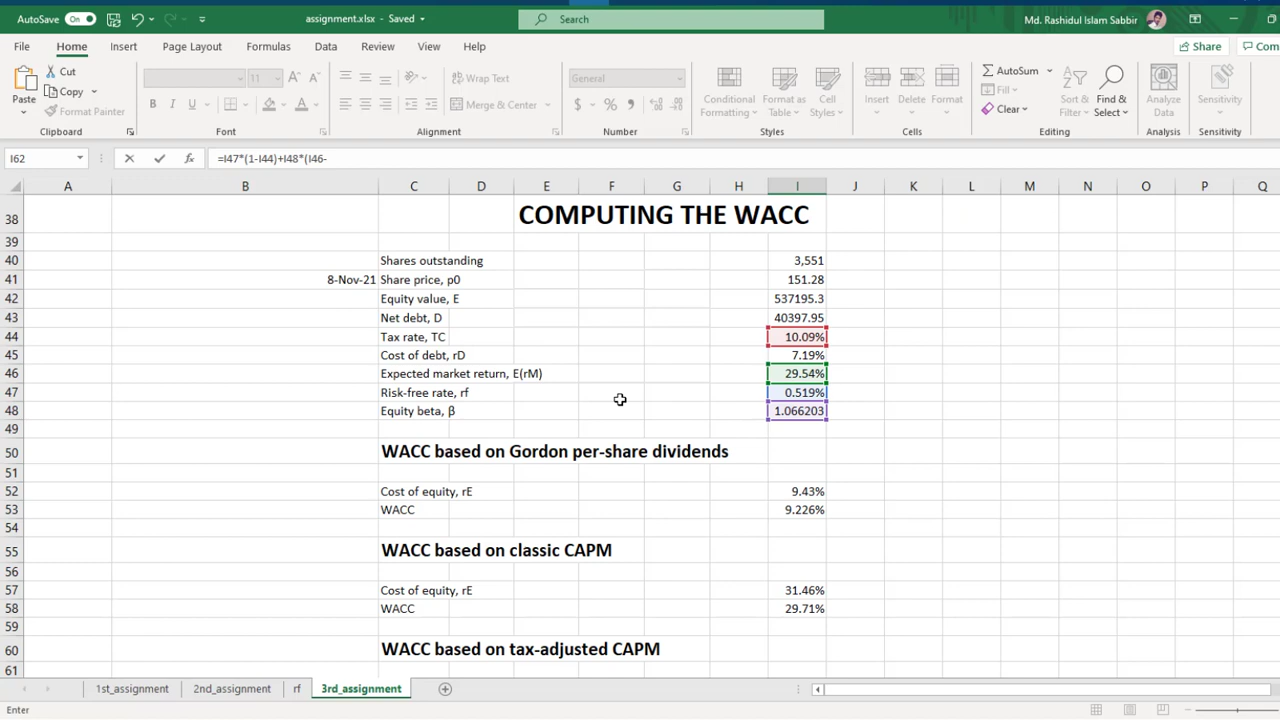 AutoSave On assignment.xlsx - Saved Search Md. Rashidul Islam Sabbir
File Home Insert Page Layout Formulas Data Review View Help Share Com
Paste Cut Copy Format Painter 11 Wrap Text Merge & Center General $ % Conditional Formatting Format as Table Cell Styles Insert Delete Format AutoSum Fill Clear Sort & Filter Find & Select Analyze Data Sensitivity
Clipboard Font Alignment Number Styles Cells Editing Analysis Sensitivity
I62 fx =I47*(1-I44)+I48*(I46-
A B C D E F G H I J K L M N O P Q
38 COMPUTING THE WACC
39
40 Shares outstanding 3,551
41 8-Nov-21 Share price, p0 151.28
42 Equity value, E 537195.3
43 Net debt, D 40397.95
44 Tax rate, TC 10.09%
45 Cost of debt, rD 7.19%
46 Expected market return, E(rM) 29.54%
47 Risk-free rate, rf 0.519%
48 Equity beta, β 1.066203
49
50 WACC based on Gordon per-share dividends
51
52 Cost of equity, rE 9.43%
53 WACC 9.226%
54
55 WACC based on classic CAPM
56
57 Cost of equity, rE 31.46%
58 WACC 29.71%
59
60 WACC based on tax-adjusted CAPM
61
1st_assignment 2nd_assignment rf 3rd_assignment
Enter